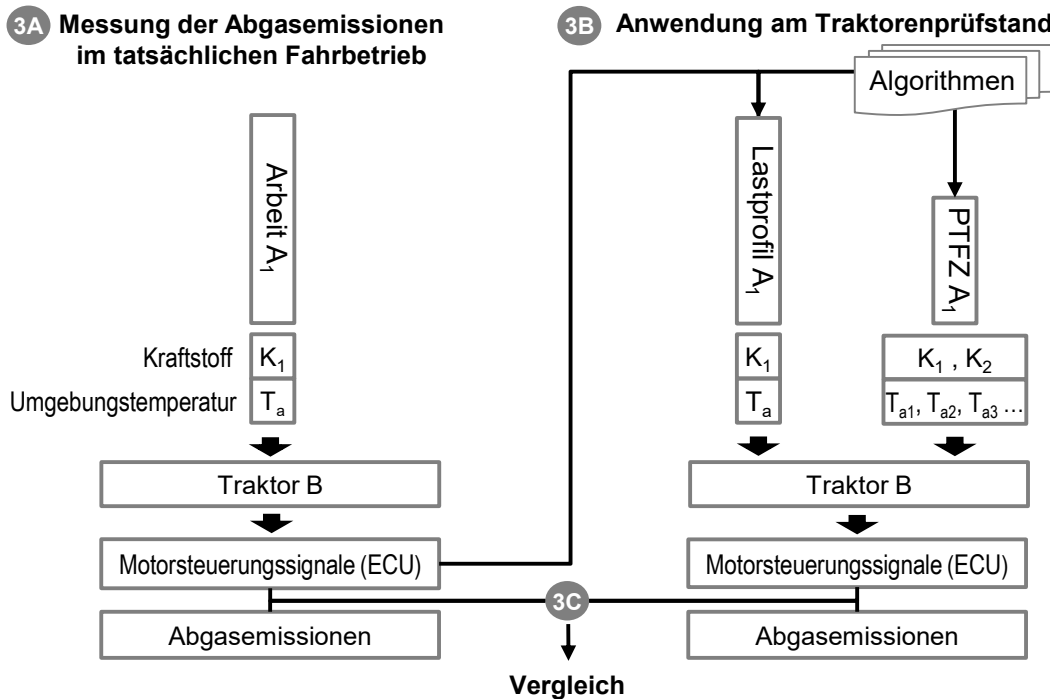 3A Messung der Abgasemissionen
im tatsächlichen Fahrbetrieb
Arbeit A₁
Kraftstoff K₁
Umgebungstemperatur Tₐ
Traktor B
Motorsteuerungssignale (ECU)
Abgasemissionen
3B Anwendung am Traktorenprüfstand
Algorithmen
Lastprofil A₁
PTFZ A₁
K₁
K₁ , K₂
Tₐ
Tₐ₁, Tₐ₂, Tₐ₃ ...
Traktor B
Motorsteuerungssignale (ECU)
Abgasemissionen
3C
Vergleich